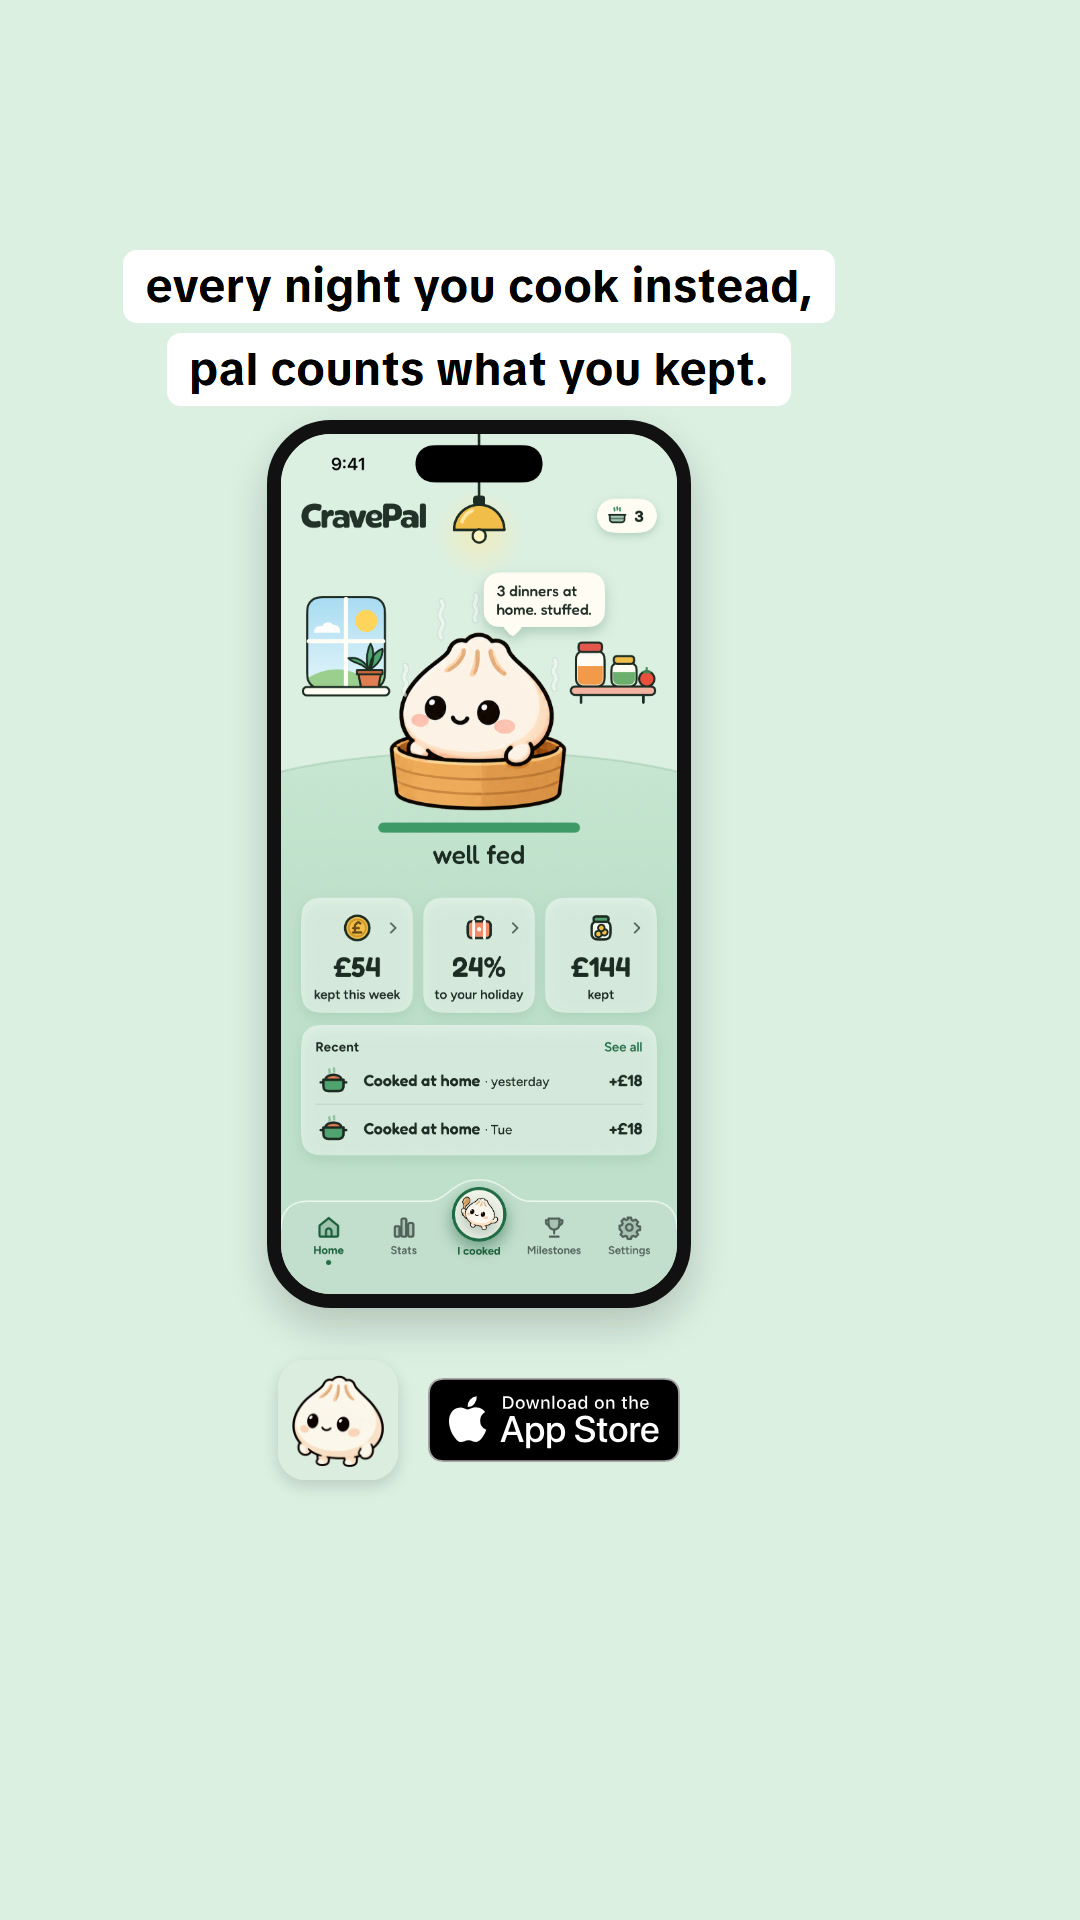 every night you cook instead,
pal counts what you kept.
9:41
CravePal
3
3 dinners at
home. stuffed.
well fed
£54
kept this week
24%
to your holiday
£144
kept
Recent
See all
Cooked at home · yesterday
+£18
Cooked at home · Tue
+£18
Home
Stats
I cooked
Milestones
Settings
Download on the
App Store